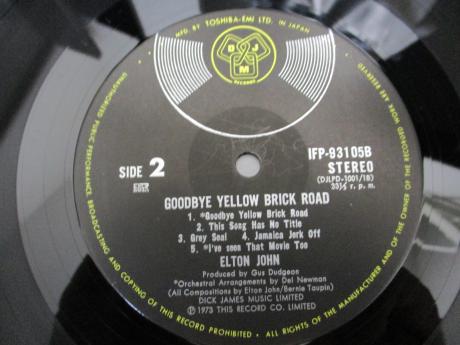 MFD. BY TOSHIBA-EMI LTD. IN JAPAN
DJM
RECORDS
UNAUTHORIZED PUBLIC PERFORMANCE, BROADCASTING AND COPYING OF THIS RECORD PROHIBITED · ALL RIGHTS OF THE MANUFACTURER AND OF THE OWNER OF THE RECORDED WORK ARE RESERVED
SIDE 2
IFP-93105B
STEREO
(DJLPD-1001/1B)
33⅓ r. p. m.
GOODBYE YELLOW BRICK ROAD
1. *Goodbye Yellow Brick Road
2. This Song Has No Title
3. Grey Seal 4. Jamaica Jerk Off
5. *I've seen That Movie Too
ELTON JOHN
Produced by Gus Dudgeon
*Orchestral Arrangements by Del Newman
(All Compositions by Elton John/Bernie Taupin)
DICK JAMES MUSIC LIMITED
Ⓟ1973 THIS RECORD CO. LIMITED